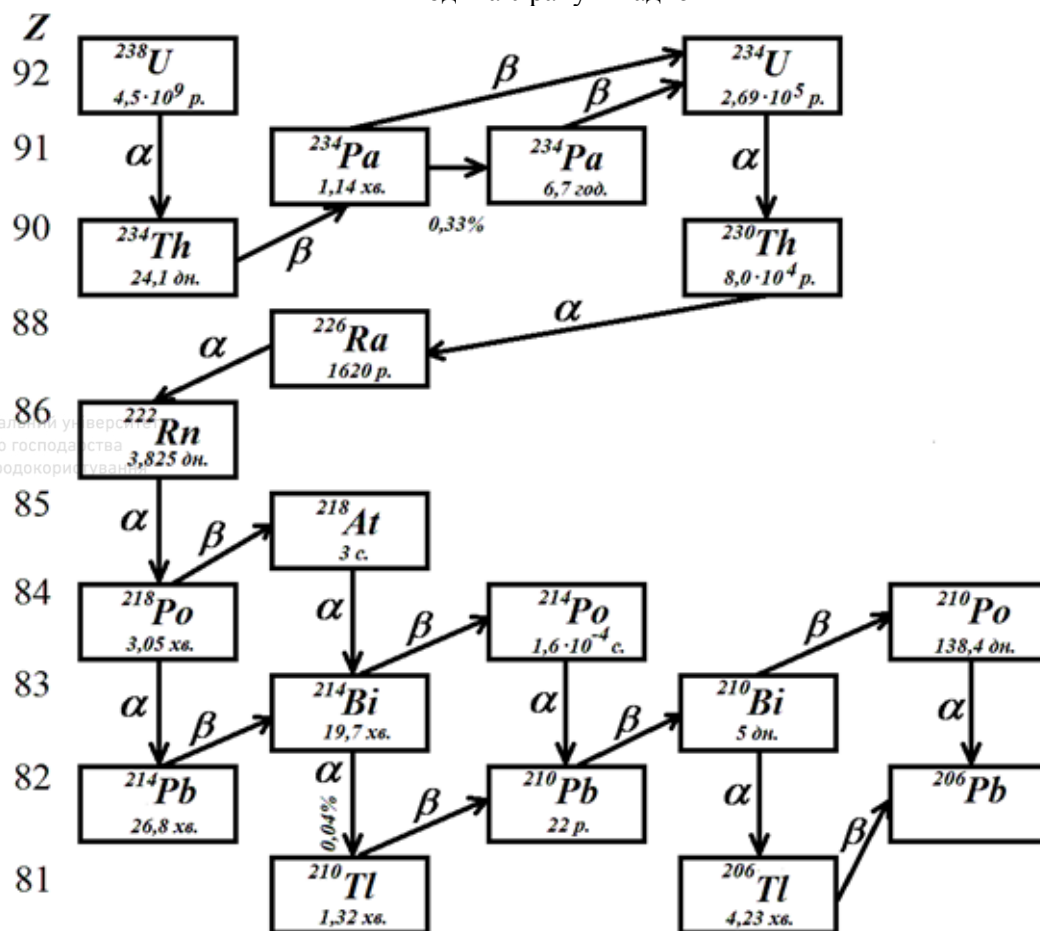 Z
92
²³⁸U
4,5·10⁹ р.
β
β
²³⁴U
2,69·10⁵ р.
91
α
²³⁴Pa
1,14 хв.
²³⁴Pa
6,7 год.
α
90
²³⁴Th
24,1 дн.
β
0,33%
²³⁰Th
8,0·10⁴ р.
88
α
²²⁶Ra
1620 р.
α
86
²²²Rn
3,825 дн.
85
α
β
²¹⁸At
3 с.
84
²¹⁸Po
3,05 хв.
α
β
²¹⁴Po
1,6·10⁻⁴ с.
β
²¹⁰Po
138,4 дн.
83
α
β
²¹⁴Bi
19,7 хв.
α
β
²¹⁰Bi
5 дн.
α
82
²¹⁴Pb
26,8 хв.
α
0,04%
β
²¹⁰Pb
22 р.
α
β
²⁰⁶Pb
81
²¹⁰Tl
1,32 хв.
²⁰⁶Tl
4,23 хв.
господарства